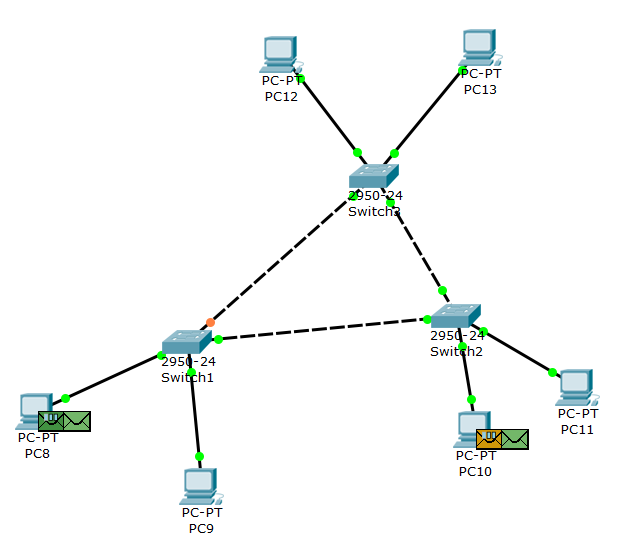 PC-PT
PC12
PC-PT
PC13
2950-24
Switch3
2950-24
Switch2
2950-24
Switch1
PC-PT
PC8
PC-PT
PC11
PC-PT
PC10
PC-PT
PC9